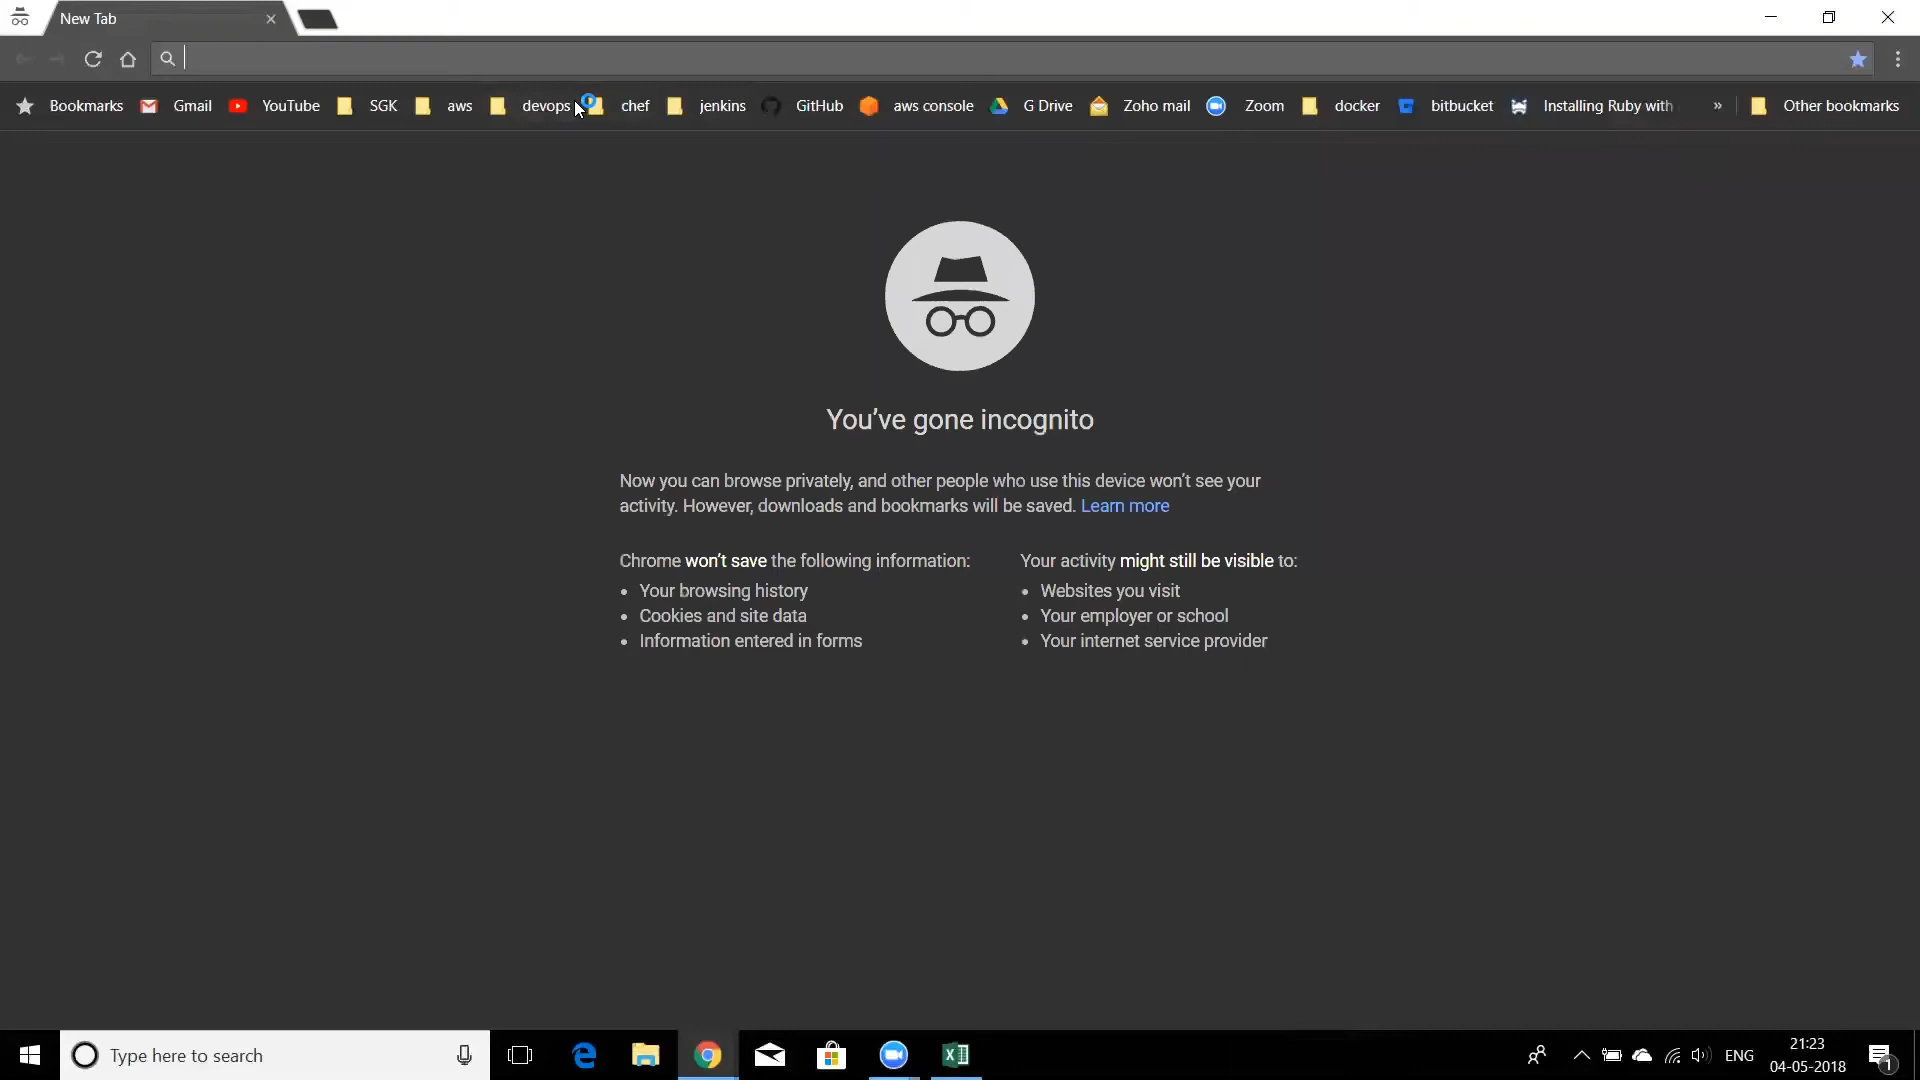 New Tab
Bookmarks Gmail YouTube SGK aws devops chef jenkins GitHub aws console G Drive Zoho mail Zoom docker bitbucket Installing Ruby with » Other bookmarks
You’ve gone incognito
Now you can browse privately, and other people who use this device won’t see your
activity. However, downloads and bookmarks will be saved. Learn more
Chrome won’t save the following information:
• Your browsing history
• Cookies and site data
• Information entered in forms
Your activity might still be visible to:
• Websites you visit
• Your employer or school
• Your internet service provider
Type here to search
ENG
21:23
04-05-2018
1